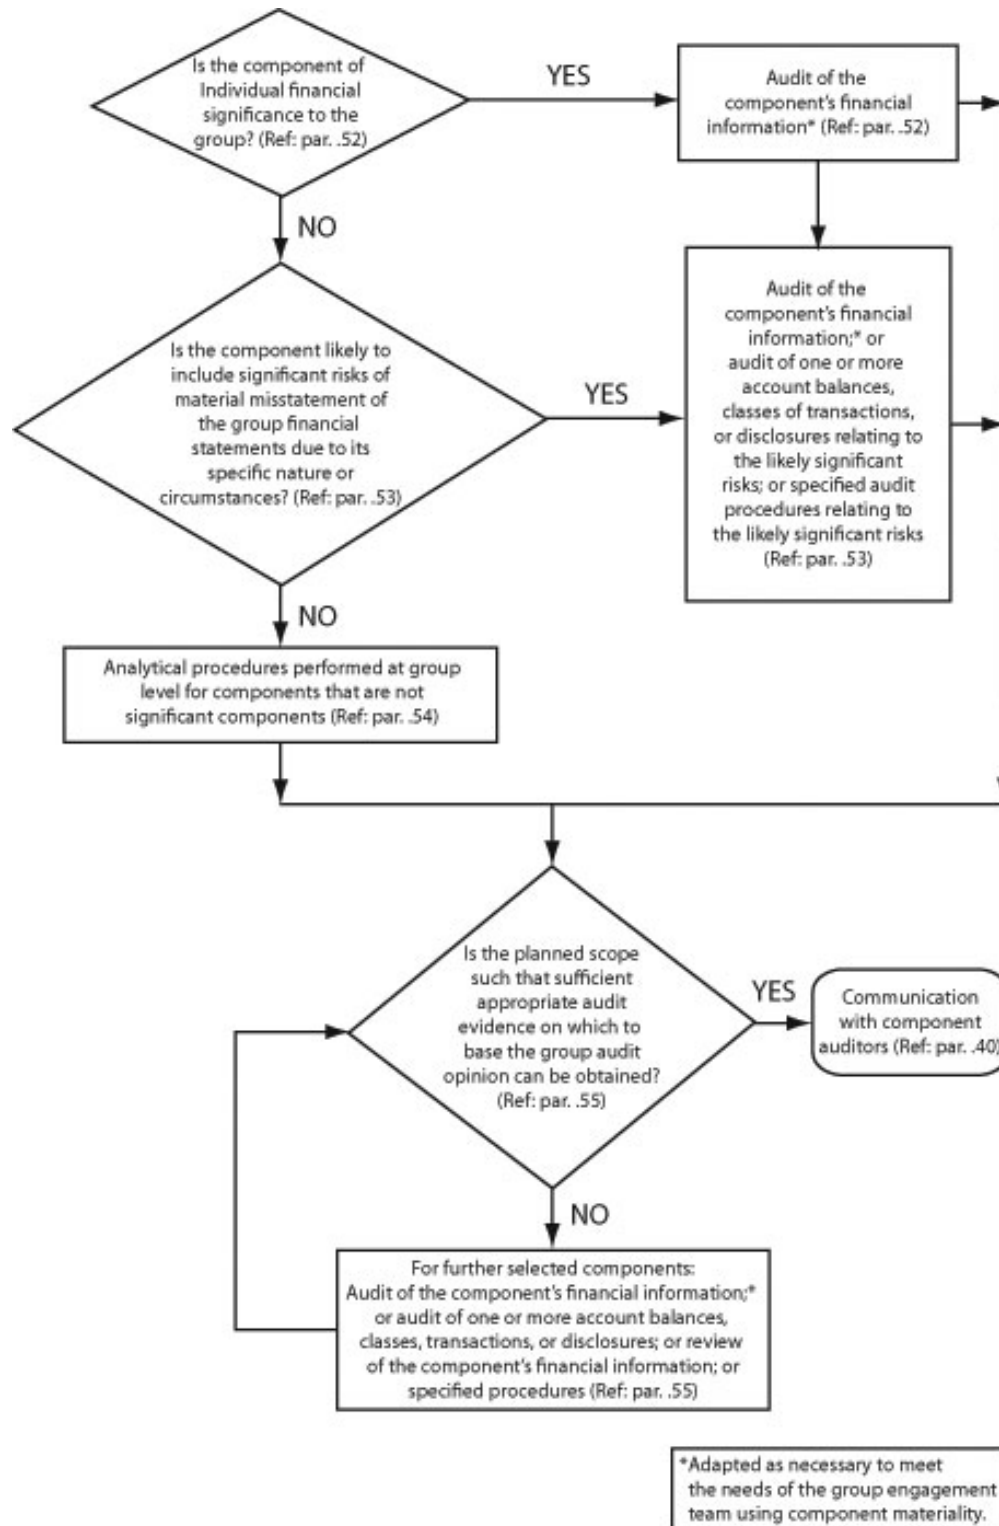 Is the component of
Individual financial
significance to the
group? (Ref: par. .52)
YES
Audit of the
component's financial
information* (Ref: par. .52)
NO
Is the component likely to
include significant risks of
material misstatement of
the group financial
statements due to its
specific nature or
circumstances? (Ref: par. .53)
YES
Audit of the
component's financial
information;* or
audit of one or more
account balances,
classes of transactions,
or disclosures relating to
the likely significant
risks; or specified audit
procedures relating to
the likely significant risks
(Ref: par. .53)
NO
Analytical procedures performed at group
level for components that are not
significant components (Ref: par. .54)
Is the planned scope
such that sufficient
appropriate audit
evidence on which to
base the group audit
opinion can be obtained?
(Ref: par. .55)
YES
Communication
with component
auditors (Ref: par. .40)
NO
For further selected components:
Audit of the component's financial information;*
or audit of one or more account balances,
classes, transactions, or disclosures; or review
of the component's financial information; or
specified procedures (Ref: par. .55)
*Adapted as necessary to meet
the needs of the group engagement
team using component materiality.